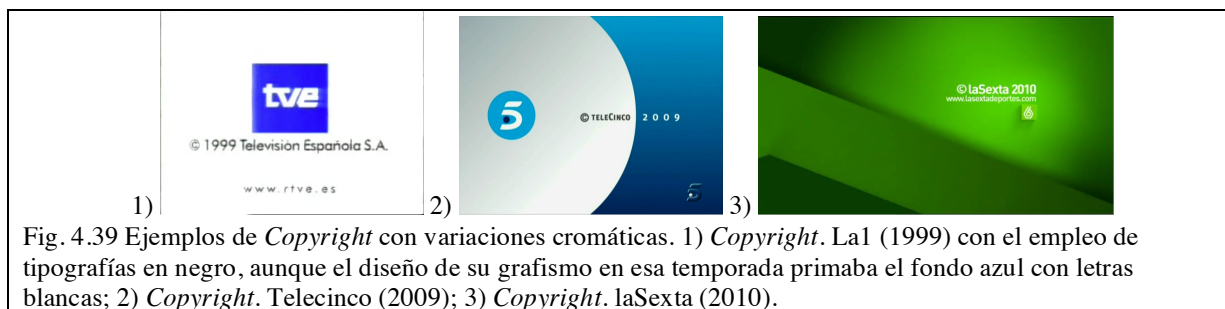 tve
© 1999 Televisión Española S.A.
www.rtve.es
1)
5
© TELECINCO 2009
5
2)
© laSexta 2010
www.lasextadeportes.com
6
3)
Fig. 4.39 Ejemplos de Copyright con variaciones cromáticas. 1) Copyright. La1 (1999) con el empleo de
tipografías en negro, aunque el diseño de su grafismo en esa temporada primaba el fondo azul con letras
blancas; 2) Copyright. Telecinco (2009); 3) Copyright. laSexta (2010).